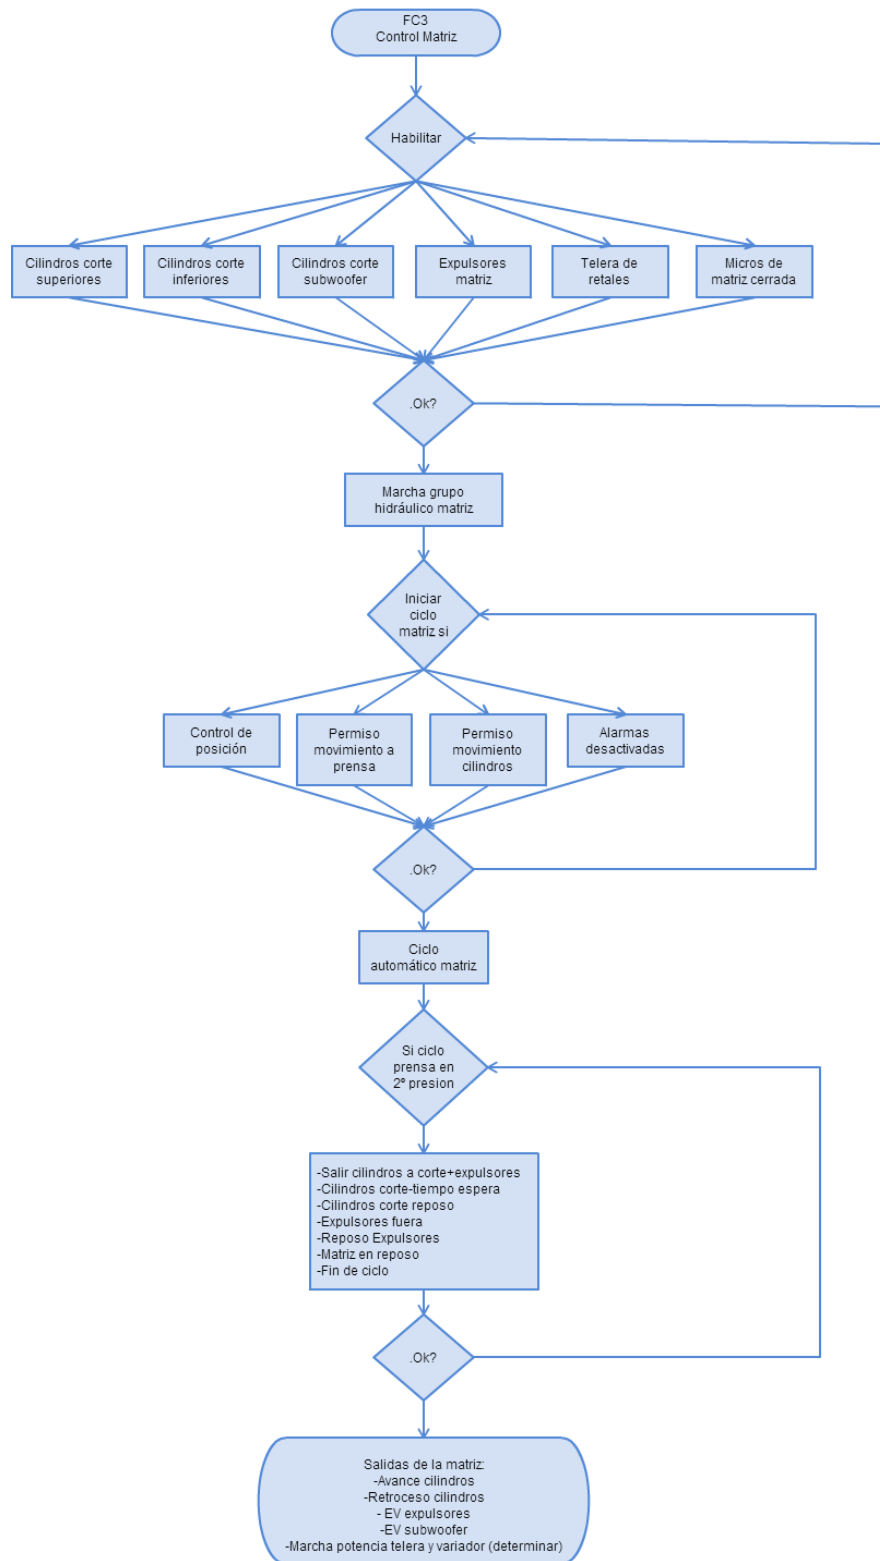 FC3
Control Matriz
Habilitar
Cilindros corte
superiores
Cilindros corte
inferiores
Cilindros corte
subwoofer
Expulsores
matriz
Telera de
retales
Micros de
matriz cerrada
.Ok?
Marcha grupo
hidráulico matriz
Iniciar
ciclo
matriz si
Control de
posición
Permiso
movimiento a
prensa
Permiso
movimiento
cilindros
Alarmas
desactivadas
.Ok?
Ciclo
automático matriz
Si ciclo
prensa en
2º presion
-Salir cilindros a corte+expulsores
-Cilindros corte-tiempo espera
-Cilindros corte reposo
-Expulsores fuera
-Reposo Expulsores
-Matriz en reposo
-Fin de ciclo
.Ok?
Salidas de la matriz:
-Avance cilindros
-Retroceso cilindros
- EV expulsores
-EV subwoofer
-Marcha potencia telera y variador (determinar)